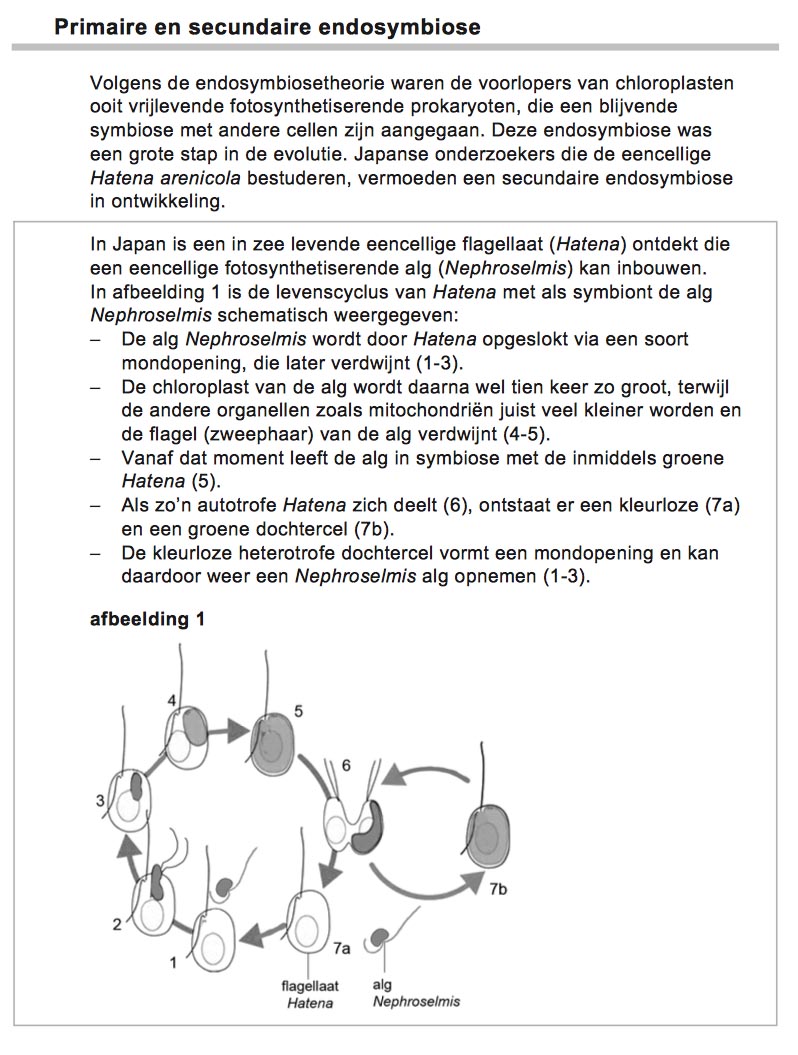 Primaire en secundaire endosymbiose
Volgens de endosymbiosetheorie waren de voorlopers van chloroplasten
ooit vrijlevende fotosynthetiserende prokaryoten, die een blijvende
symbiose met andere cellen zijn aangegaan. Deze endosymbiose was
een grote stap in de evolutie. Japanse onderzoekers die de eencellige
Hatena arenicola bestuderen, vermoeden een secundaire endosymbiose
in ontwikkeling.
In Japan is een in zee levende eencellige flagellaat (Hatena) ontdekt die
een eencellige fotosynthetiserende alg (Nephroselmis) kan inbouwen.
In afbeelding 1 is de levenscyclus van Hatena met als symbiont de alg
Nephroselmis schematisch weergegeven:
– De alg Nephroselmis wordt door Hatena opgeslokt via een soort
mondopening, die later verdwijnt (1-3).
– De chloroplast van de alg wordt daarna wel tien keer zo groot, terwijl
de andere organellen zoals mitochondriën juist veel kleiner worden en
de flagel (zweephaar) van de alg verdwijnt (4-5).
– Vanaf dat moment leeft de alg in symbiose met de inmiddels groene
Hatena (5).
– Als zo'n autotrofe Hatena zich deelt (6), ontstaat er een kleurloze (7a)
en een groene dochtercel (7b).
– De kleurloze heterotrofe dochtercel vormt een mondopening en kan
daardoor weer een Nephroselmis alg opnemen (1-3).
afbeelding 1
4
5
6
3
7b
2
7a
1
flagellaat
Hatena
alg
Nephroselmis